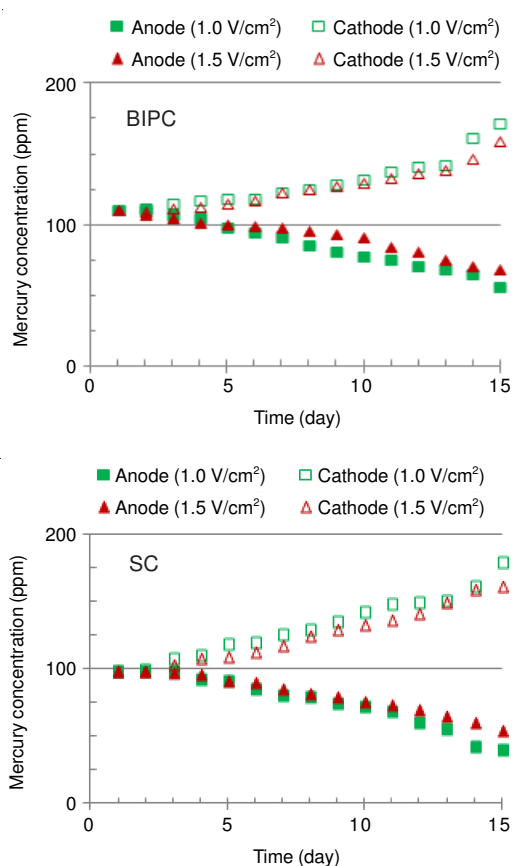 Anode (1.0 V/cm²) Cathode (1.0 V/cm²)
Anode (1.5 V/cm²) Cathode (1.5 V/cm²)
200
BIPC
Mercury concentration (ppm)
100
0
0 5 10 15
Time (day)
Anode (1.0 V/cm²) Cathode (1.0 V/cm²)
Anode (1.5 V/cm²) Cathode (1.5 V/cm²)
200
SC
Mercury concentration (ppm)
100
0
0 5 10 15
Time (day)